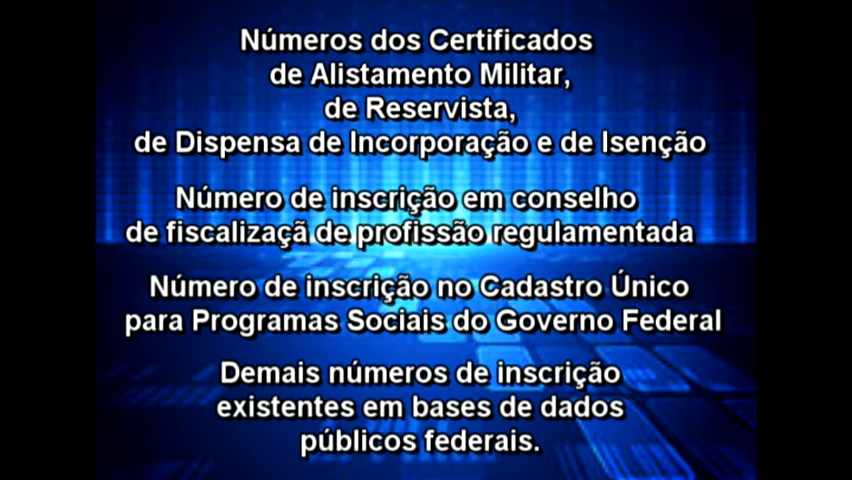 Números dos Certificados
de Alistamento Militar,
de Reservista,
de Dispensa de Incorporação e de Isenção
Número de inscrição em conselho
de fiscalizaçã de profissão regulamentada
Número de inscrição no Cadastro Único
para Programas Sociais do Governo Federal
Demais números de inscrição
existentes em bases de dados
públicos federais.